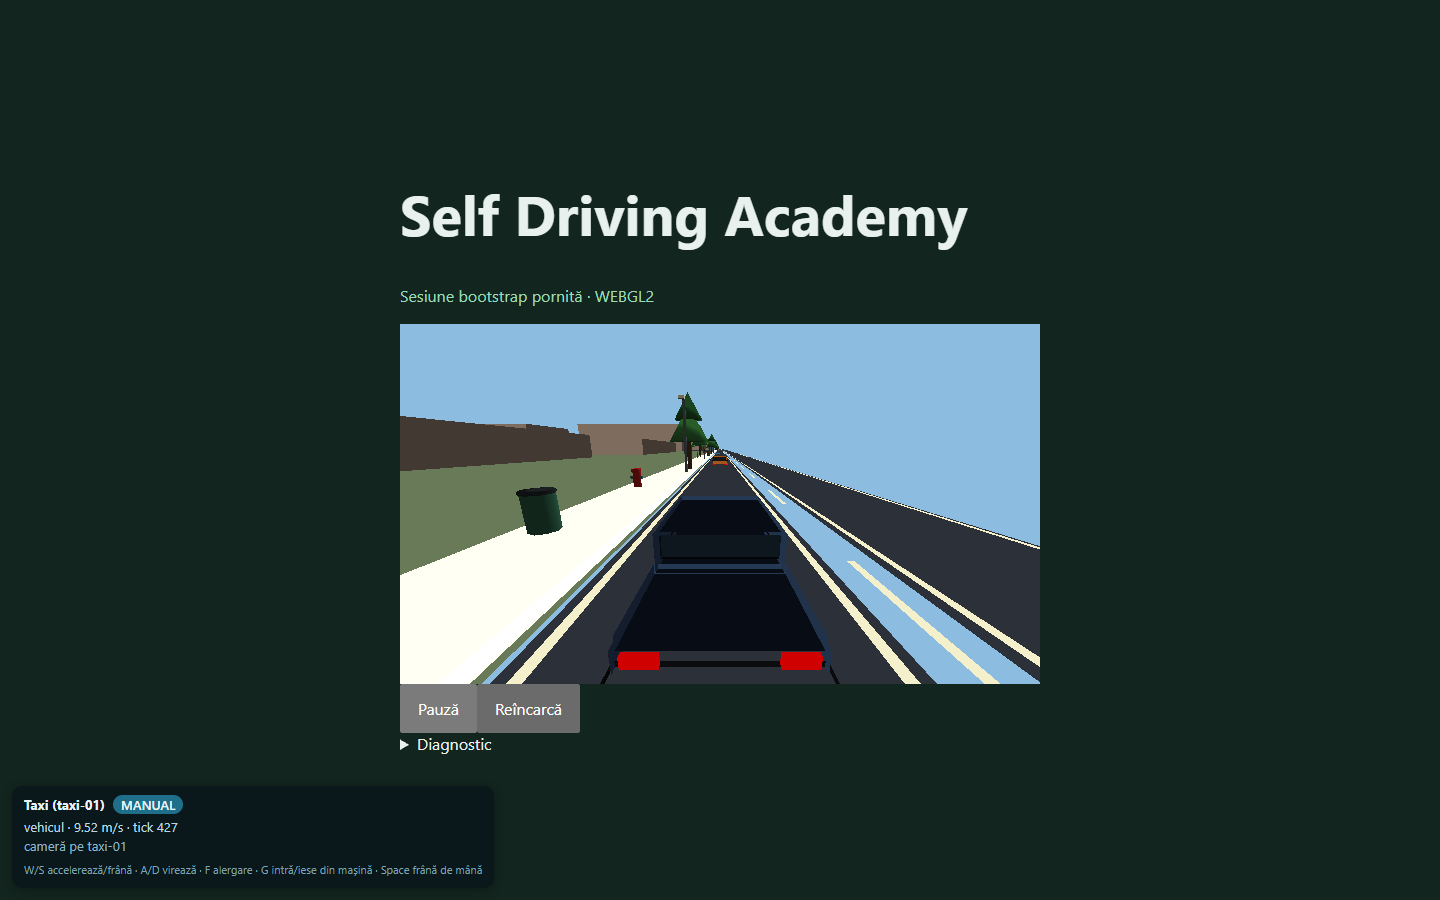 Self Driving Academy
Sesiune bootstrap pornită · WEBGL2
Pauză
Reîncarcă
Diagnostic
Taxi (taxi-01) MANUAL
vehicul · 9.52 m/s · tick 427
cameră pe taxi-01
W/S accelerează/frână · A/D virează · F alergare · G intră/iese din mașină · Space frână de mână